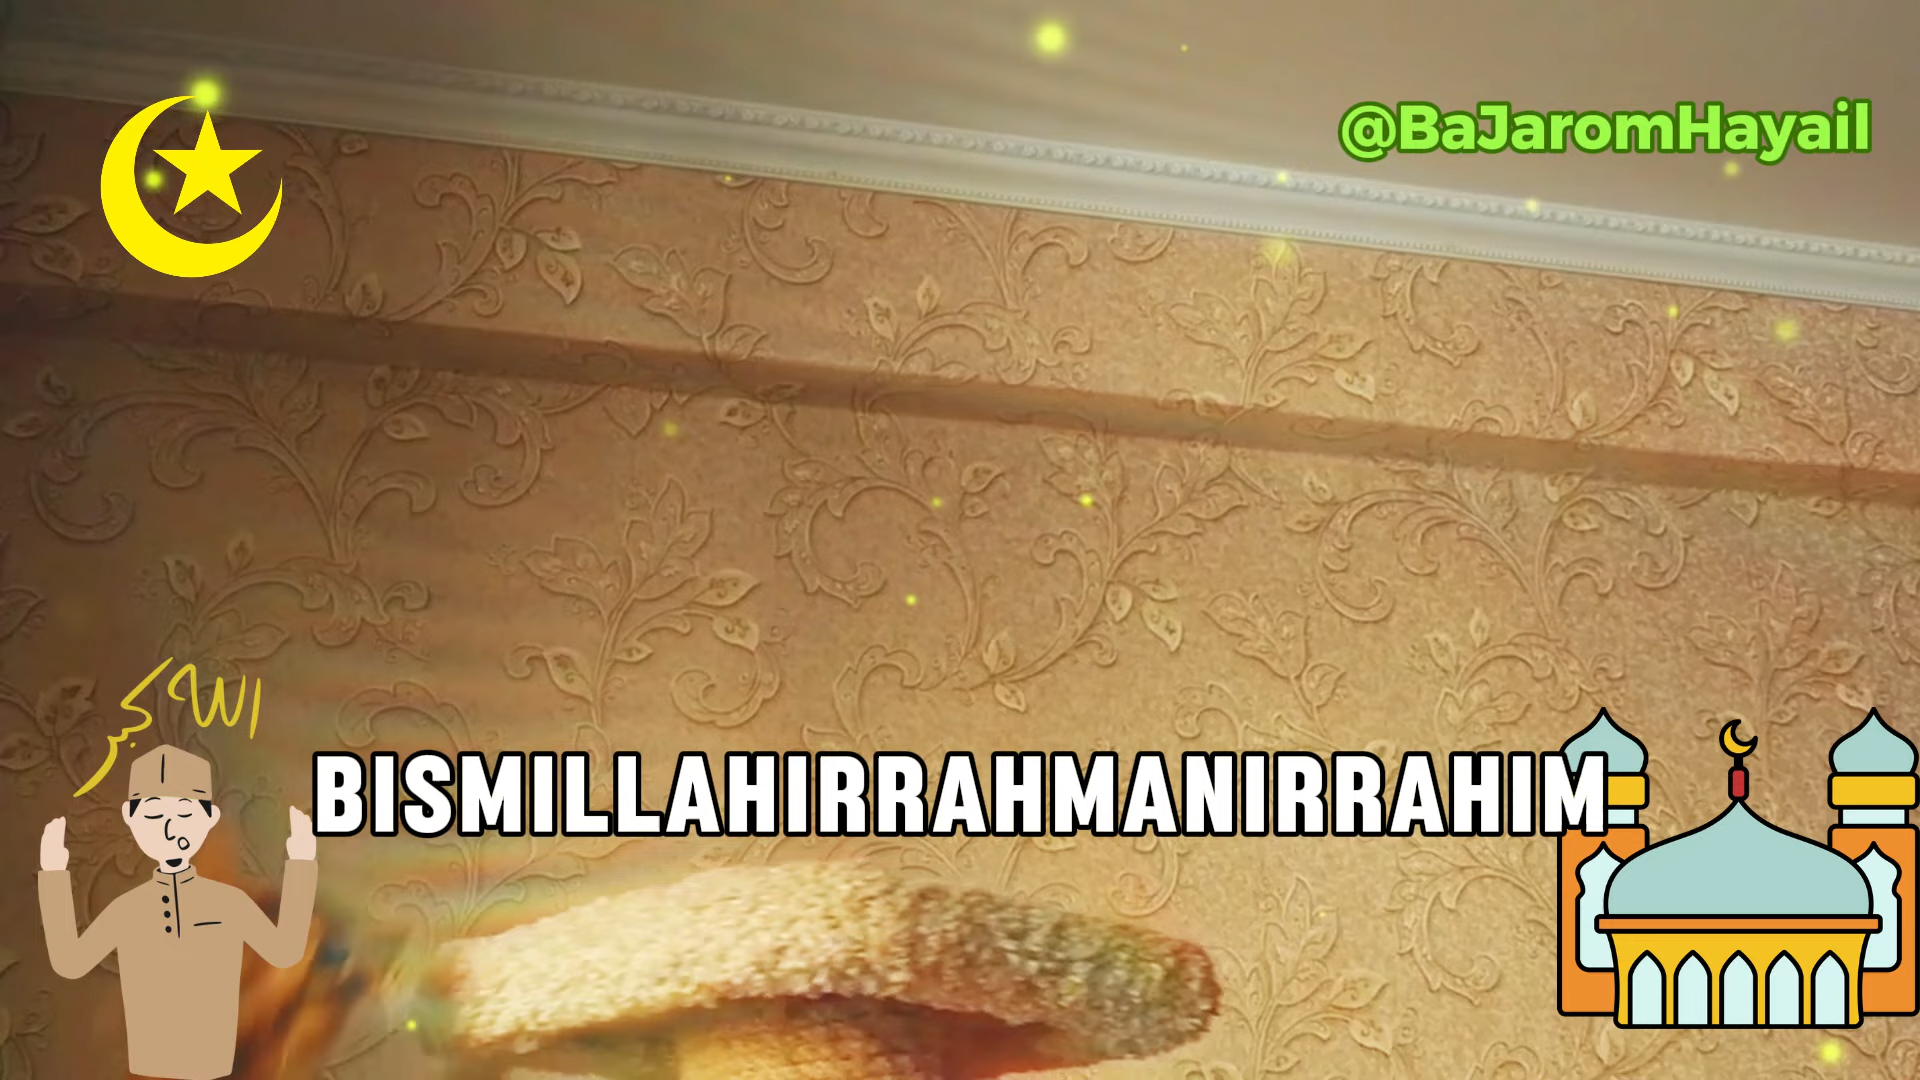 @BaJaromHayail
الله أكبر
BISMILLAHIRRAHMANIRRAHIM